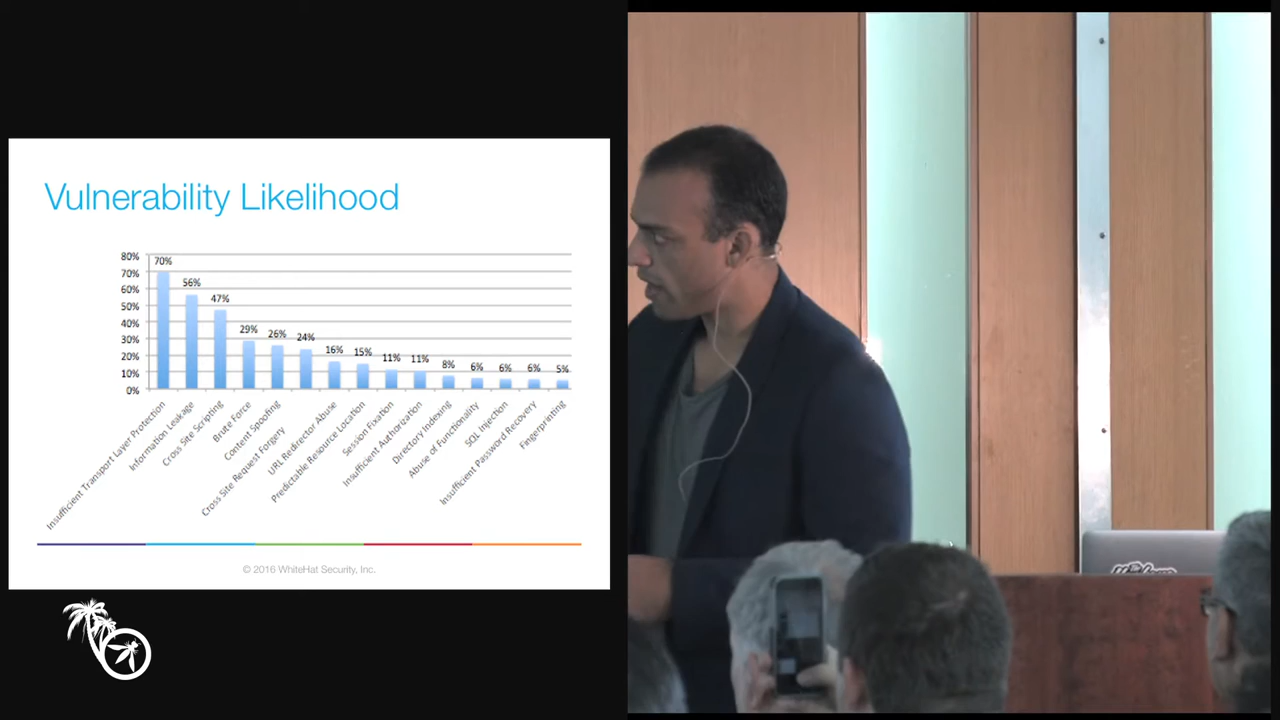 Vulnerability Likelihood
80%
70%
60%
50%
40%
30%
20%
10%
0%
70%
56%
47%
29%
26%
24%
16%
15%
11%
11%
8%
6%
6%
6%
5%
Insufficient Transport Layer Protection
Information Leakage
Cross Site Scripting
Brute Force
Content Spoofing
Cross Site Request Forgery
URL Redirector Abuse
Predictable Resource Location
Session Fixation
Insufficient Authorization
Directory Indexing
Abuse of Functionality
SQL Injection
Insufficient Password Recovery
Fingerprinting
© 2016 WhiteHat Security, Inc.